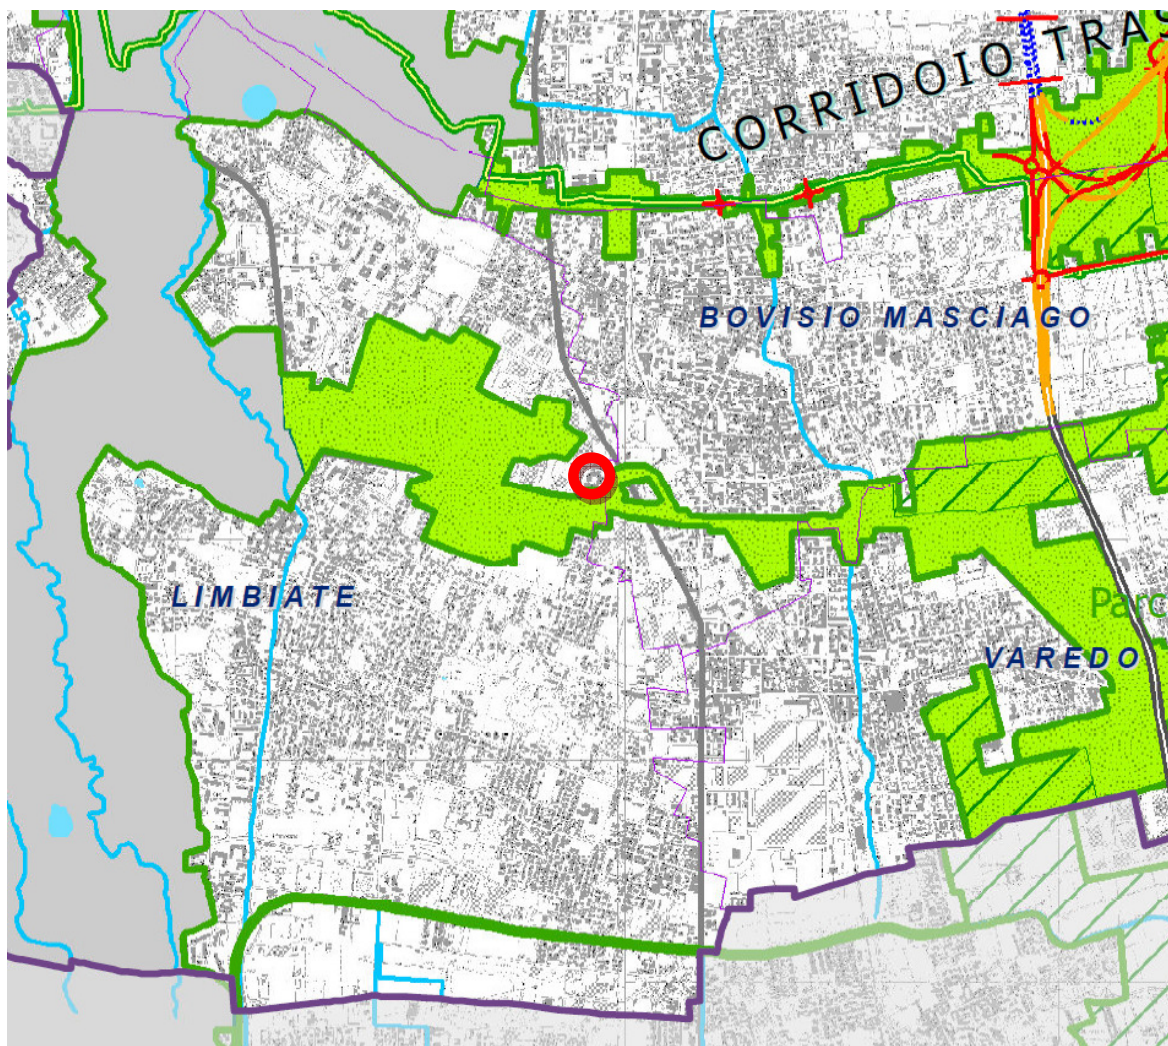 CORRIDOIO TRAS
BOVISIO MASCIAGO
LIMBIATE
Parc
VAREDO